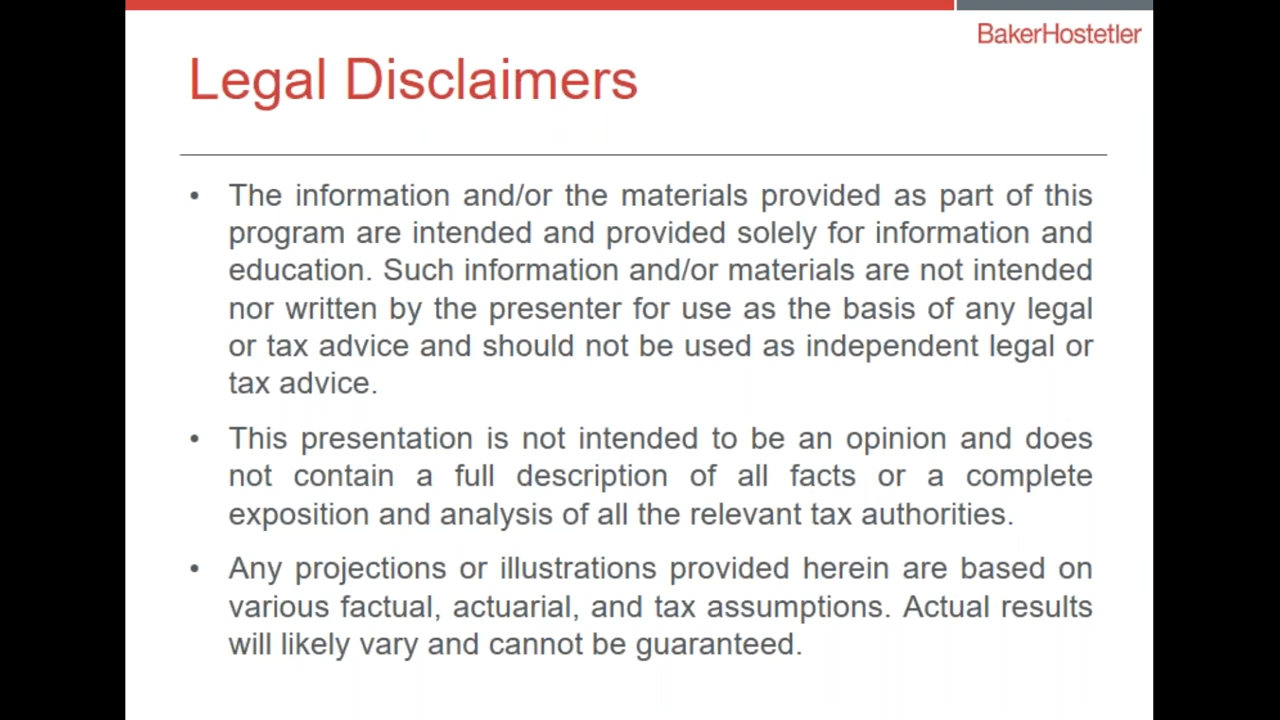 BakerHostetler
Legal Disclaimers
• The information and/or the materials provided as part of this
program are intended and provided solely for information and
education. Such information and/or materials are not intended
nor written by the presenter for use as the basis of any legal
or tax advice and should not be used as independent legal or
tax advice.
• This presentation is not intended to be an opinion and does
not contain a full description of all facts or a complete
exposition and analysis of all the relevant tax authorities.
• Any projections or illustrations provided herein are based on
various factual, actuarial, and tax assumptions. Actual results
will likely vary and cannot be guaranteed.